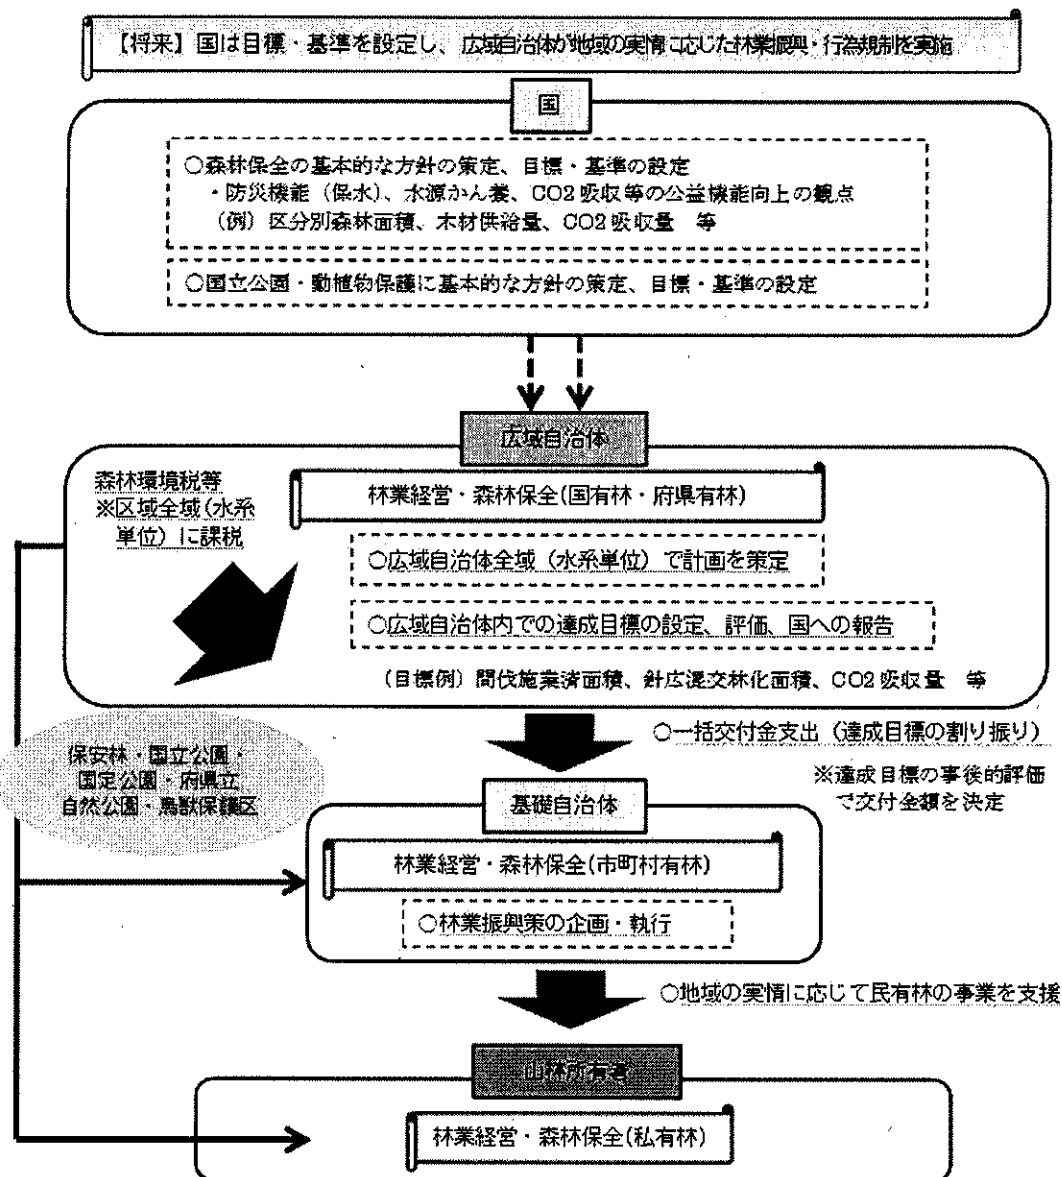 【将来】国は目標・基準を設定し、広域自治体が地域の実情に応じた林業振興・行為規制を実施
国
○森林保全の基本的な方針の策定、目標・基準の設定
・防災機能(保水)、水源かん養、CO2吸収等の公益機能向上の観点
(例)区分別森林面積、木材供給量、CO2吸収量 等
○国立公園・動植物保護に基本的な方針の策定、目標・基準の設定
広域自治体
森林環境税等
※区域全域(水系
単位)に課税
林業経営・森林保全(国有林・府県有林)
○広域自治体全域(水系単位)で計画を策定
○広域自治体内での達成目標の設定、評価、国への報告
(目標例)間伐施業済面積、針広混交林化面積、CO2吸収量 等
○一括交付金支出(達成目標の割り振り)
※達成目標の事後的評価
で交付金額を決定
保安林・国立公園・
国定公園・府県立
自然公園・鳥獣保護区
基礎自治体
林業経営・森林保全(市町村有林)
○林業振興策の企画・執行
○地域の実情に応じて民有林の事業を支援
山林所有者
林業経営・森林保全(私有林)